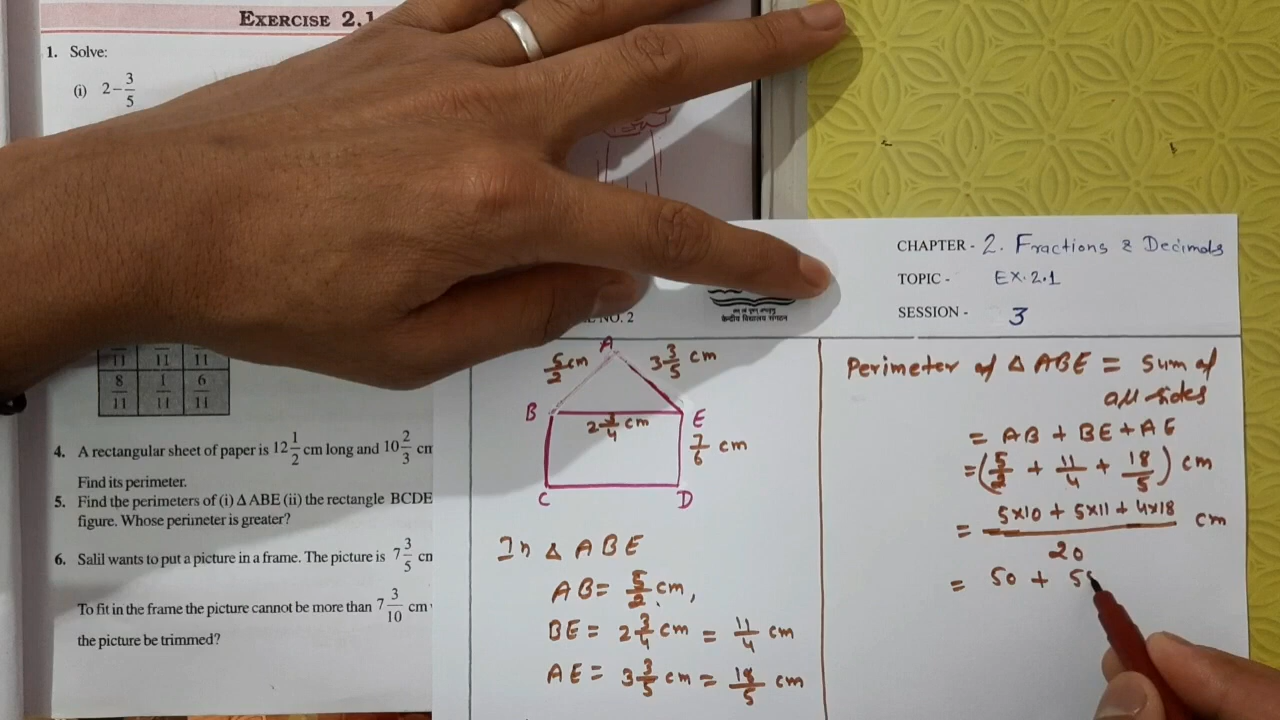 EXERCISE 2.1
1. Solve:
(i) 2 - 3/5
11 11 11
8/11 1/11 6/11
4. A rectangular sheet of paper is 12 1/2 cm long and 10 2/3 cm
Find its perimeter.
5. Find the perimeters of (i) Δ ABE (ii) the rectangle BCDE
figure. Whose perimeter is greater?
6. Salil wants to put a picture in a frame. The picture is 7 3/5 cm
To fit in the frame the picture cannot be more than 7 3/10 cm
the picture be trimmed?
NO. 2
केन्द्रीय विद्यालय संगठन
CHAPTER - 2. Fractions & Decimals
TOPIC - EX.2.1
SESSION - 3
A
5/2 cm 3 3/5 cm
B E
2 3/4 cm
7/6 cm
C D
In Δ ABE
AB = 5/2 cm,
BE = 2 3/4 cm = 11/4 cm
AE = 3 3/5 cm = 18/5 cm
Perimeter of Δ ABE = Sum of
all sides
= AB + BE + AE
= (5/2 + 11/4 + 18/5) cm
= 5×10 + 5×11 + 4×18 / 20 cm
= 50 + 5